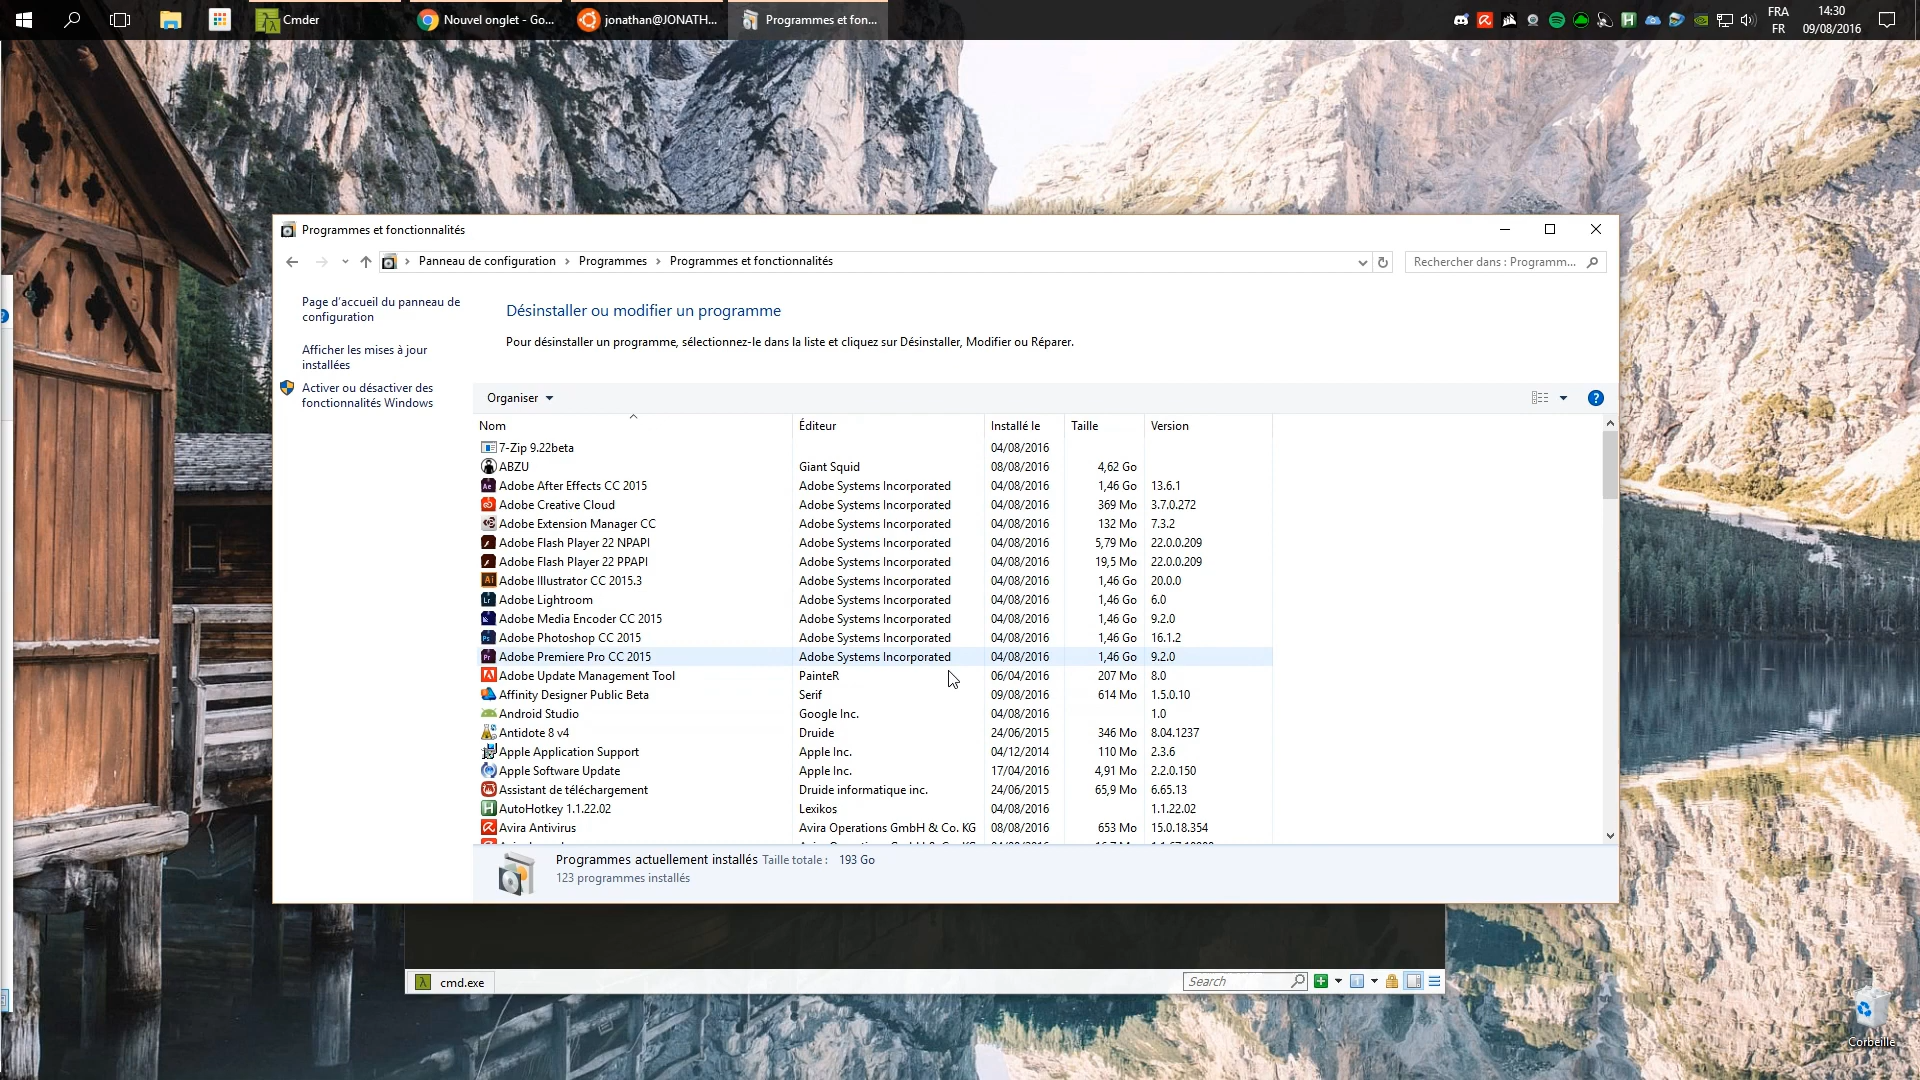 Cmder
Nouvel onglet - Go...
jonathan@JONATH...
Programmes et fon...
FRA
FR
14:30
09/08/2016
Programmes et fonctionnalités
Panneau de configuration
Programmes
Programmes et fonctionnalités
Rechercher dans : Programm...
Page d'accueil du panneau de
configuration
Afficher les mises à jour
installées
Activer ou désactiver des
fonctionnalités Windows
Désinstaller ou modifier un programme
Pour désinstaller un programme, sélectionnez-le dans la liste et cliquez sur Désinstaller, Modifier ou Réparer.
Organiser
Nom Éditeur Installé le Taille Version
7-Zip 9.22beta 04/08/2016
ABZU Giant Squid 08/08/2016 4,62 Go
Adobe After Effects CC 2015 Adobe Systems Incorporated 04/08/2016 1,46 Go 13.6.1
Adobe Creative Cloud Adobe Systems Incorporated 04/08/2016 369 Mo 3.7.0.272
Adobe Extension Manager CC Adobe Systems Incorporated 04/08/2016 132 Mo 7.3.2
Adobe Flash Player 22 NPAPI Adobe Systems Incorporated 04/08/2016 5,79 Mo 22.0.0.209
Adobe Flash Player 22 PPAPI Adobe Systems Incorporated 04/08/2016 19,5 Mo 22.0.0.209
Adobe Illustrator CC 2015.3 Adobe Systems Incorporated 04/08/2016 1,46 Go 20.0.0
Adobe Lightroom Adobe Systems Incorporated 04/08/2016 1,46 Go 6.0
Adobe Media Encoder CC 2015 Adobe Systems Incorporated 04/08/2016 1,46 Go 9.2.0
Adobe Photoshop CC 2015 Adobe Systems Incorporated 04/08/2016 1,46 Go 16.1.2
Adobe Premiere Pro CC 2015 Adobe Systems Incorporated 04/08/2016 1,46 Go 9.2.0
Adobe Update Management Tool PainteR 06/04/2016 207 Mo 8.0
Affinity Designer Public Beta Serif 09/08/2016 614 Mo 1.5.0.10
Android Studio Google Inc. 04/08/2016 1.0
Antidote 8 v4 Druide 24/06/2015 346 Mo 8.04.1237
Apple Application Support Apple Inc. 04/12/2014 110 Mo 2.3.6
Apple Software Update Apple Inc. 17/04/2016 4,91 Mo 2.2.0.150
Assistant de téléchargement Druide informatique inc. 24/06/2015 65,9 Mo 6.65.13
AutoHotkey 1.1.22.02 Lexikos 04/08/2016 1.1.22.02
Avira Antivirus Avira Operations GmbH & Co. KG 08/08/2016 653 Mo 15.0.18.354
Programmes actuellement installés Taille totale : 193 Go
123 programmes installés
cmd.exe
Search
Corbeille